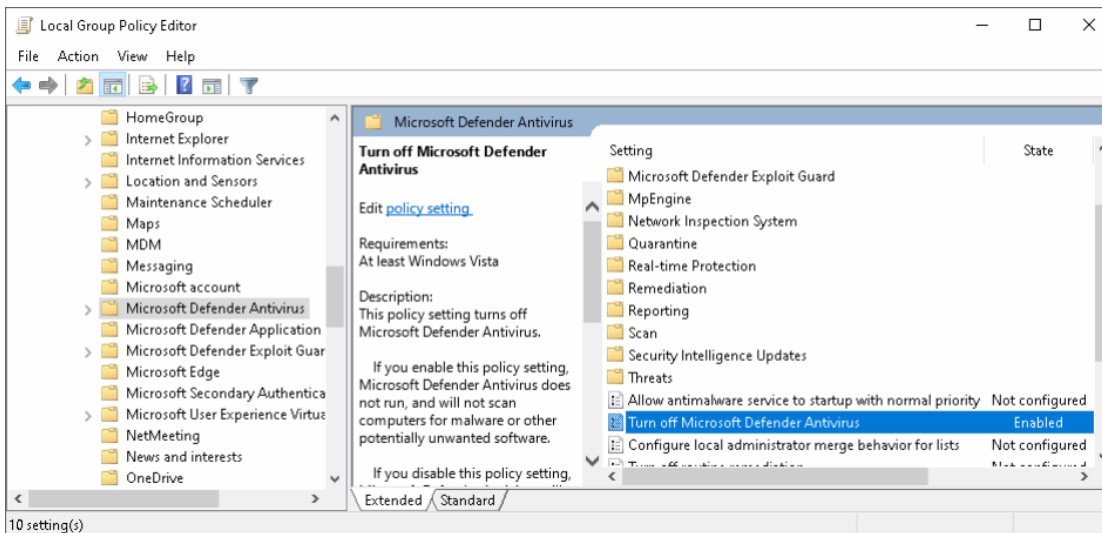 Local Group Policy Editor
File Action View Help
HomeGroup
Internet Explorer
Internet Information Services
Location and Sensors
Maintenance Scheduler
Maps
MDM
Messaging
Microsoft account
Microsoft Defender Antivirus
Microsoft Defender Application
Microsoft Defender Exploit Guar
Microsoft Edge
Microsoft Secondary Authentica
Microsoft User Experience Virtua
NetMeeting
News and interests
OneDrive
Microsoft Defender Antivirus
Turn off Microsoft Defender
Antivirus
Edit policy setting
Requirements:
At least Windows Vista
Description:
This policy setting turns off
Microsoft Defender Antivirus.
If you enable this policy setting,
Microsoft Defender Antivirus does
not run, and will not scan
computers for malware or other
potentially unwanted software.
If you disable this policy setting,
Setting State
Microsoft Defender Exploit Guard
MpEngine
Network Inspection System
Quarantine
Real-time Protection
Remediation
Reporting
Scan
Security Intelligence Updates
Threats
Allow antimalware service to startup with normal priority Not configured
Turn off Microsoft Defender Antivirus Enabled
Configure local administrator merge behavior for lists Not configured
Turn off routine remediation Not configured
Extended Standard
10 setting(s)